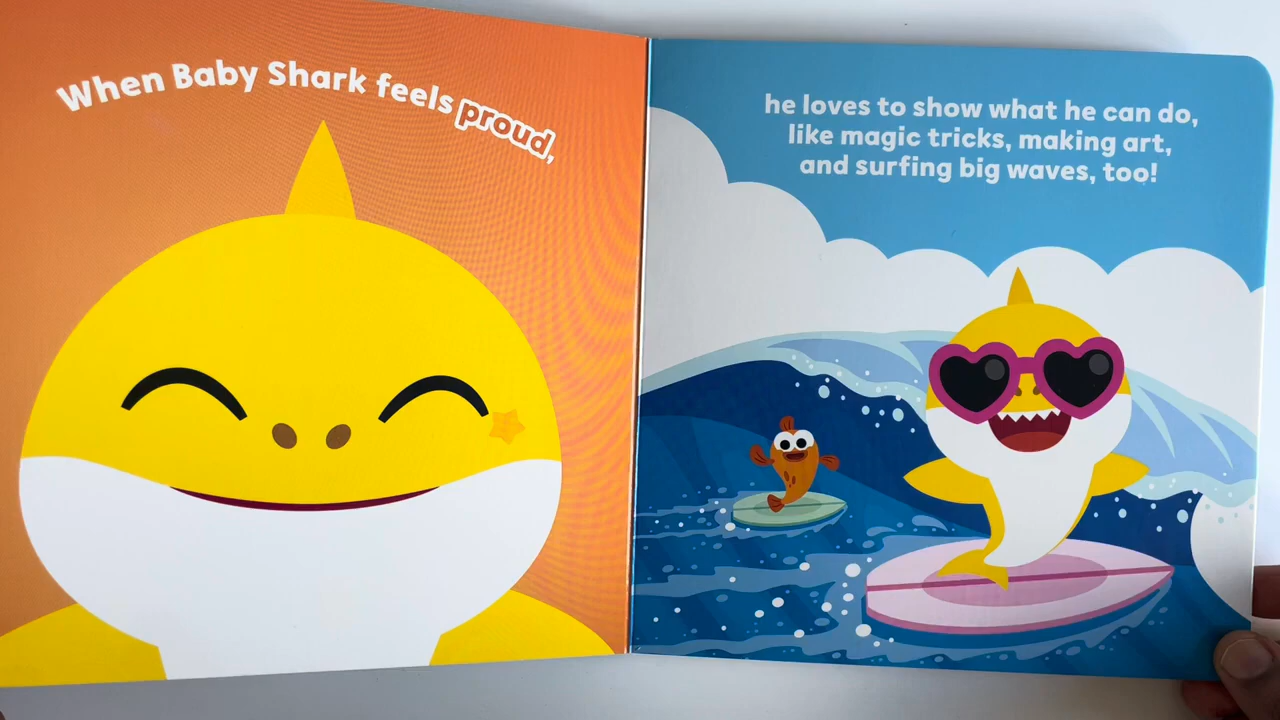 When Baby Shark feels proud,
he loves to show what he can do,
like magic tricks, making art,
and surfing big waves, too!